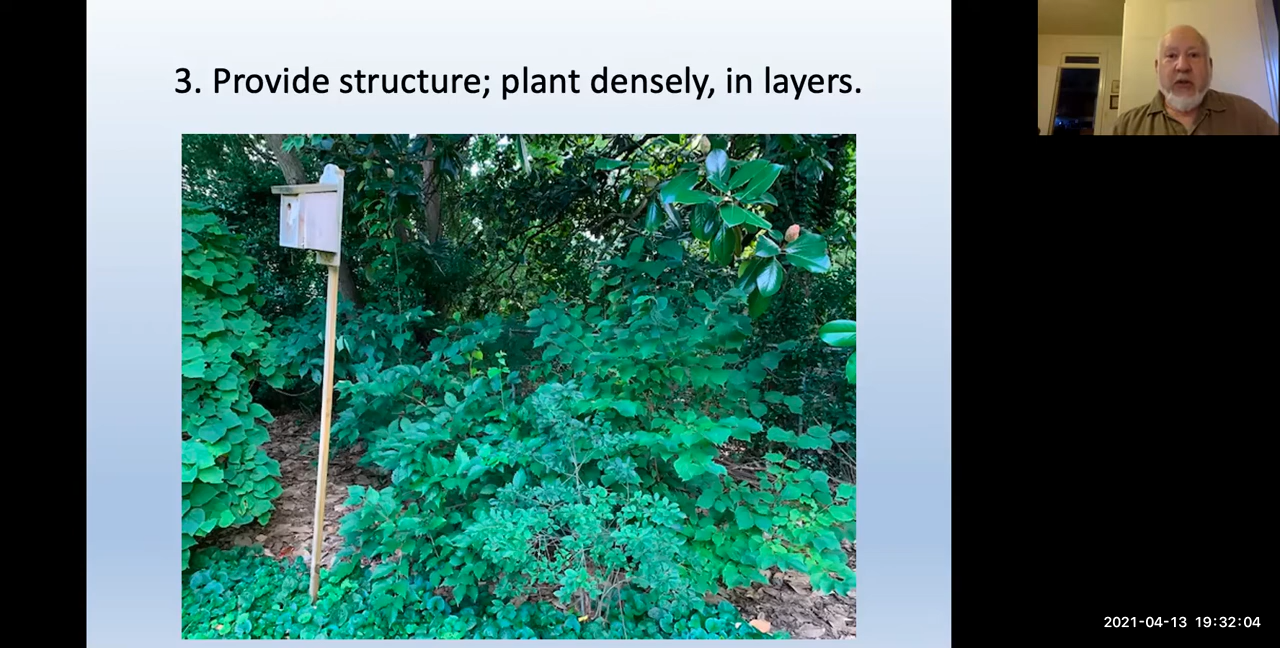 3. Provide structure; plant densely, in layers.
2021-04-13 19:32:04